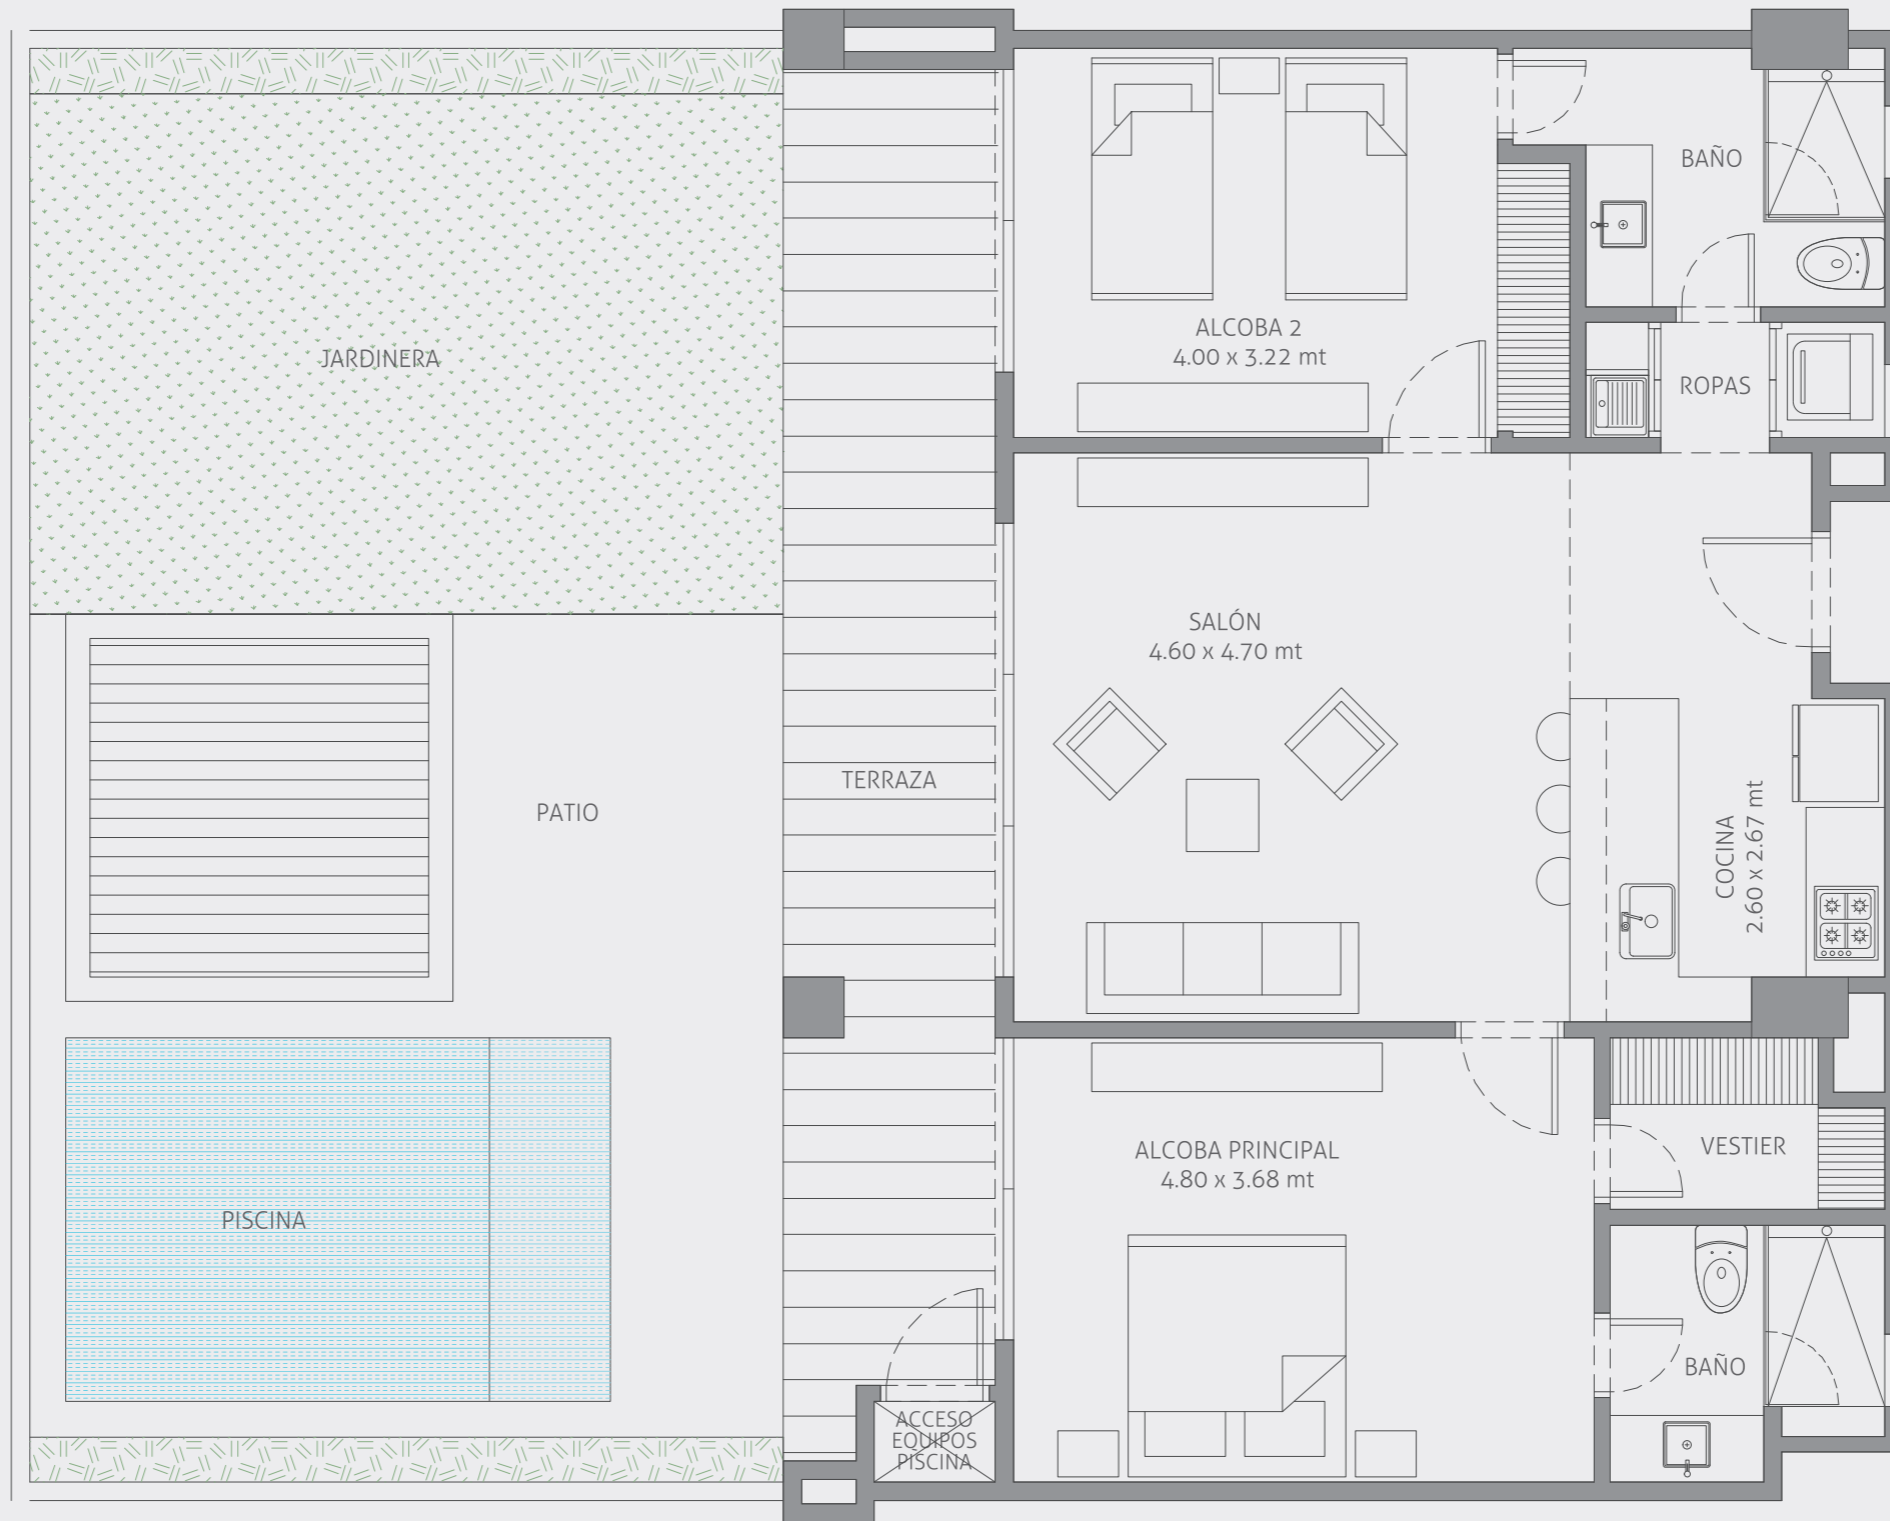 BAÑO
ALCOBA 2
4.00 x 3.22 mt
JARDINERA
ROPAS
SALÓN
4.60 x 4.70 mt
TERRAZA
PATIO
COCINA
2.60 x 2.67 mt
ALCOBA PRINCIPAL
4.80 x 3.68 mt
VESTIER
PISCINA
BAÑO
ACCESO
EQUIPOS
PISCINA